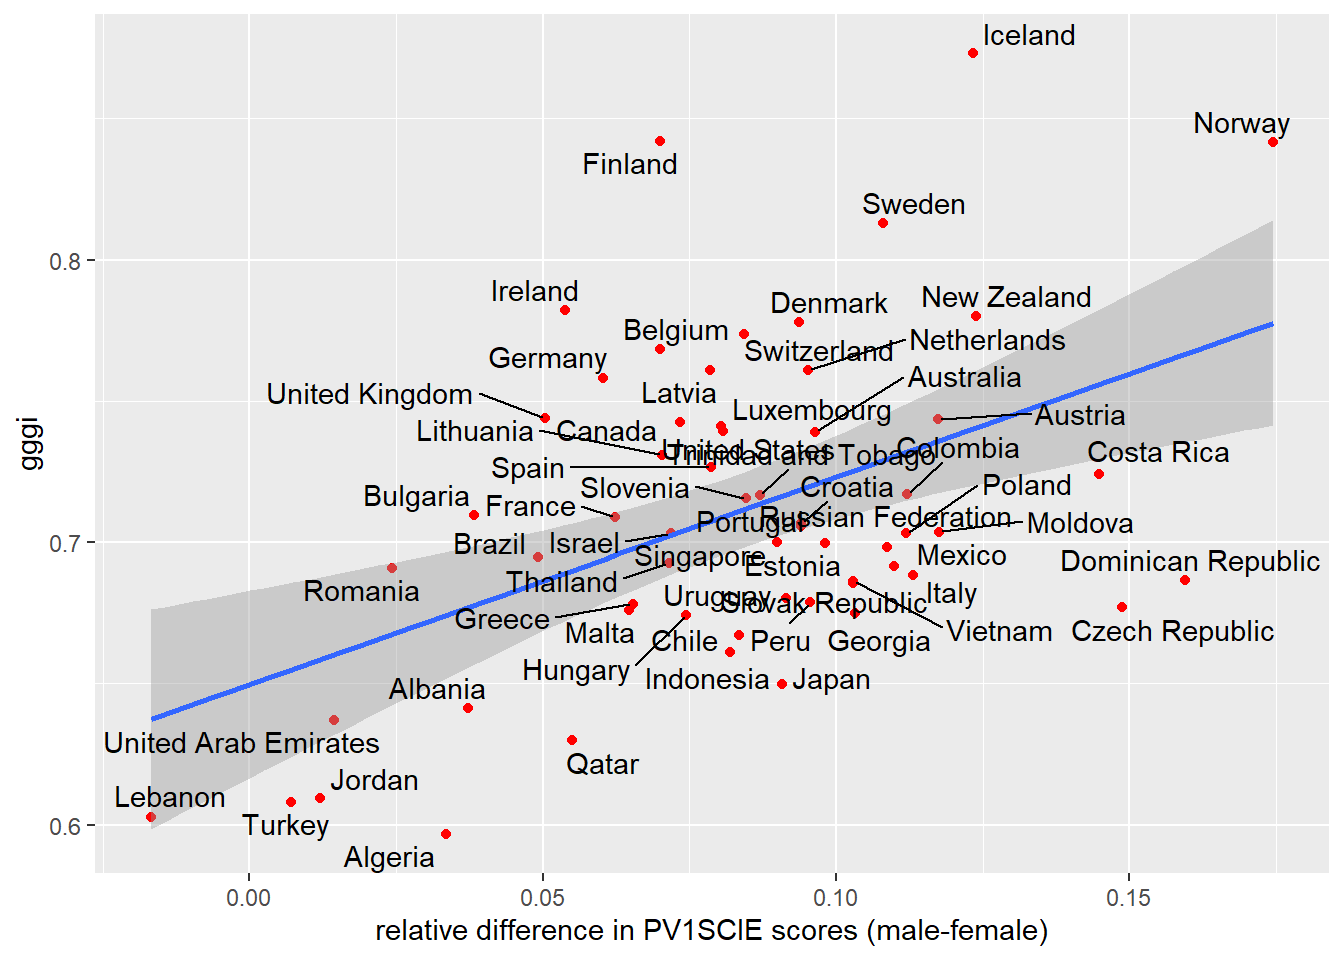 Iceland
Norway
Finland
Sweden
0.8
Ireland
Denmark
New Zealand
Belgium
Netherlands
Switzerland
Germany
Australia
United Kingdom
Latvia
Luxembourg
Austria
Lithuania
Canada
gggi
United States
Colombia
Costa Rica
Trinidad and Tobago
Spain
Slovenia
Croatia
Poland
Bulgaria
France
Portugal
Russian Federation
Moldova
0.7
Brazil
Israel
Singapore
Mexico
Dominican Republic
Estonia
Thailand
Romania
Uruguay
Slovak Republic
Italy
Greece
Malta
Chile
Peru
Georgia
Vietnam
Czech Republic
Hungary
Indonesia
Japan
Albania
United Arab Emirates
Qatar
Jordan
Lebanon
0.6
Turkey
Algeria
0.00
0.05
0.10
0.15
relative difference in PV1SCIE scores (male-female)